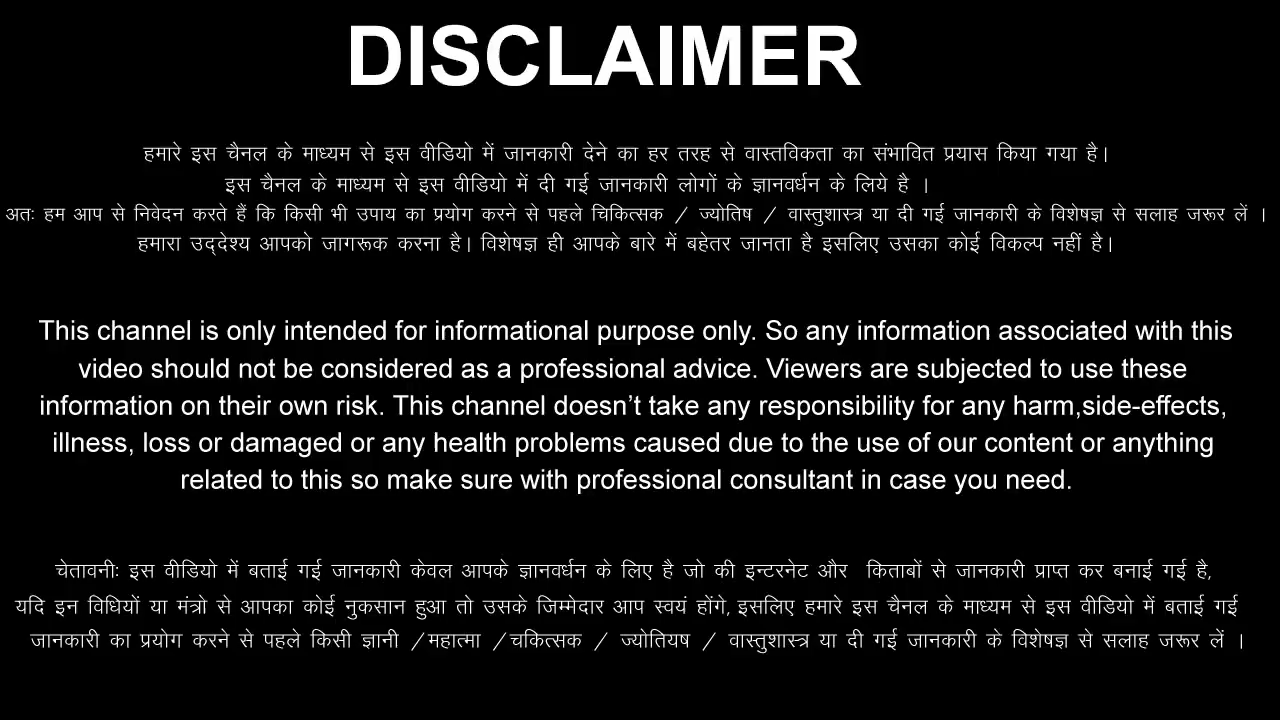 DISCLAIMER
हमारे इस चैनल के माध्यम से इस वीडियो में जानकारी देने का हर तरह से वास्तविकता का संभावित प्रयास किया गया है।
इस चैनल के माध्यम से इस वीडियो में दी गई जानकारी लोगों के ज्ञानवर्धन के लिये है ।
अतः हम आप से निवेदन करते हैं कि किसी भी उपाय का प्रयोग करने से पहले चिकित्सक / ज्योतिष / वास्तुशास्त्र या दी गई जानकारी के विशेषज्ञ से सलाह जरूर लें ।
हमारा उद्देश्य आपको जागरूक करना है। विशेषज्ञ ही आपके बारे में बहेतर जानता है इसलिए उसका कोई विकल्प नहीं है।
This channel is only intended for informational purpose only. So any information associated with this
video should not be considered as a professional advice. Viewers are subjected to use these
information on their own risk. This channel doesn’t take any responsibility for any harm,side-effects,
illness, loss or damaged or any health problems caused due to the use of our content or anything
related to this so make sure with professional consultant in case you need.
चेतावनीः इस वीडियो में बताई गई जानकारी केवल आपके ज्ञानवर्धन के लिए है जो की इन्टरनेट और किताबों से जानकारी प्राप्त कर बनाई गई है,
यदि इन विधियों या मंत्रो से आपका कोई नुकसान हुआ तो उसके जिम्मेदार आप स्वयं होंगे, इसलिए हमारे इस चैनल के माध्यम से इस वीडियो में बताई गई
जानकारी का प्रयोग करने से पहले किसी ज्ञानी /महात्मा /चकित्सक / ज्योतियष / वास्तुशास्त्र या दी गई जानकारी के विशेषज्ञ से सलाह जरूर लें ।